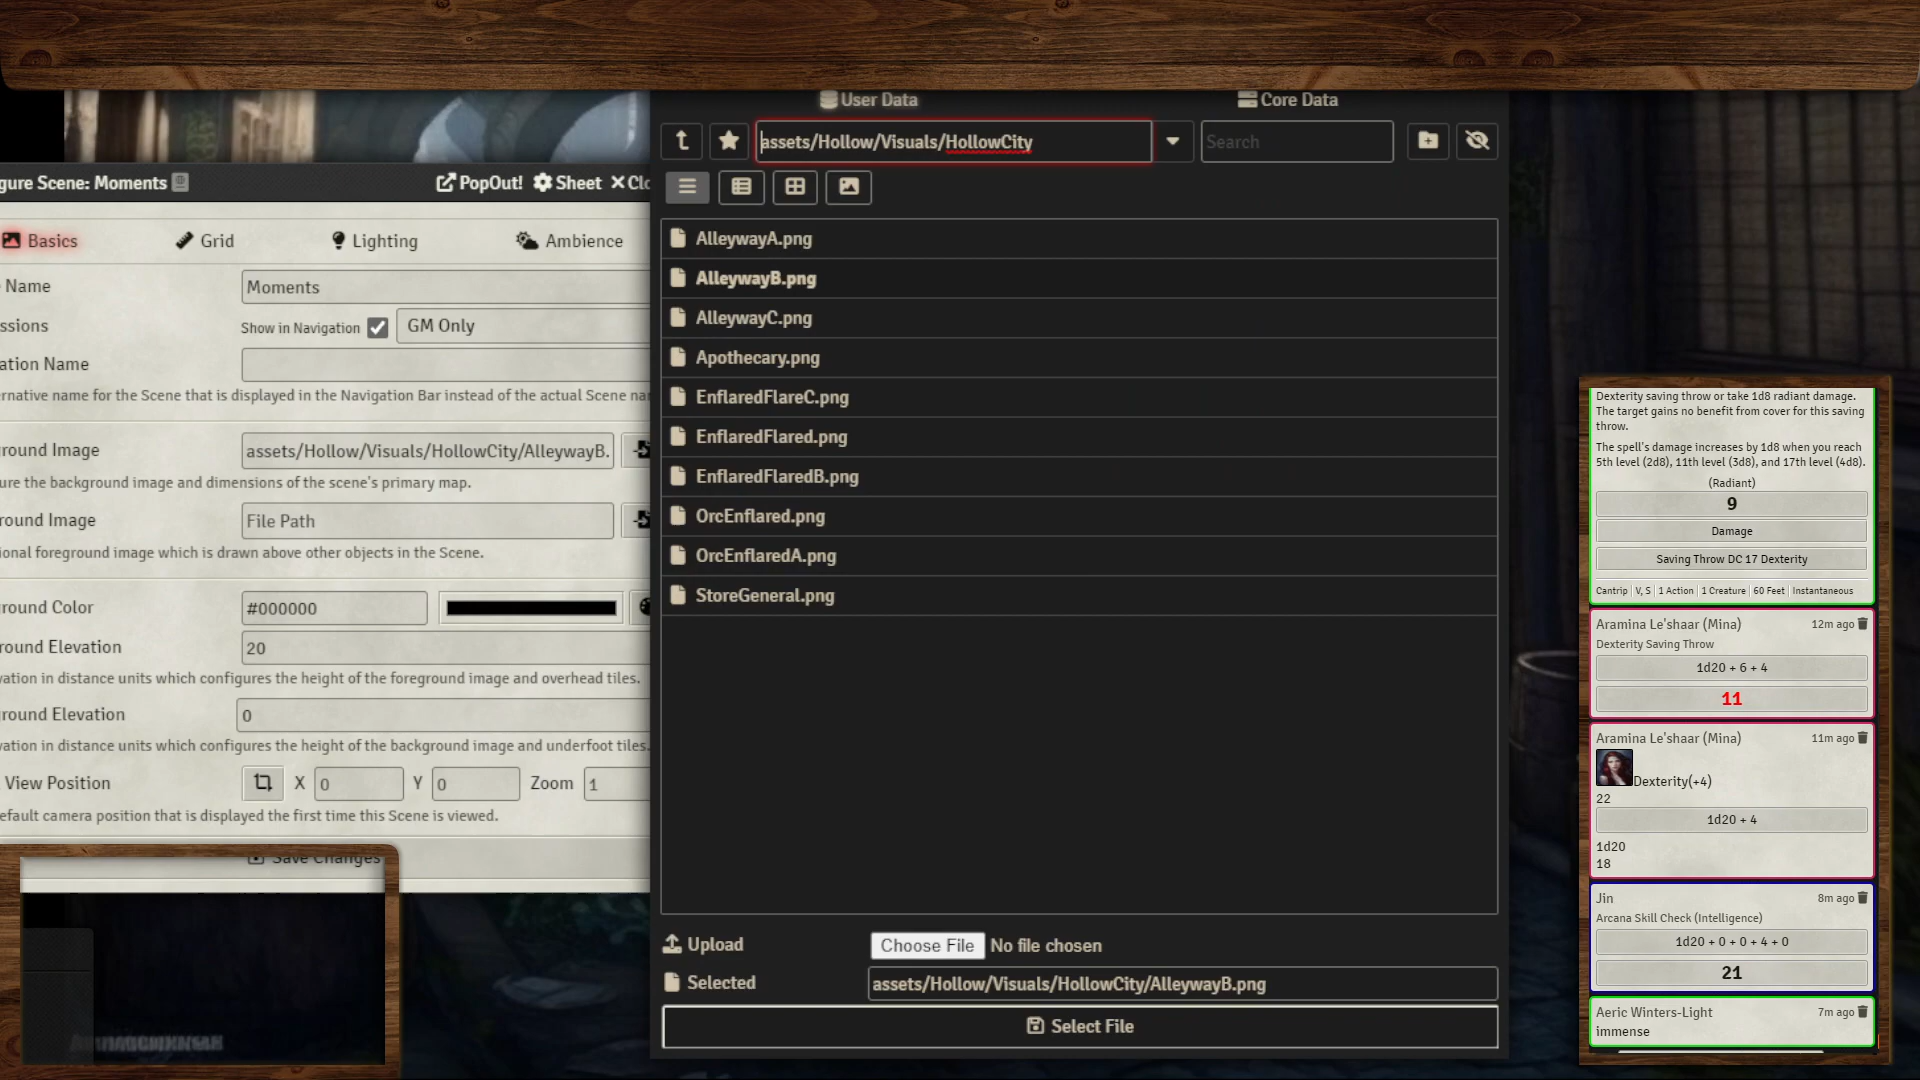 User Data
Core Data
assets/Hollow/Visuals/HollowCity
Search
gure Scene: Moments
PopOut!
Sheet
Clo
Basics
Grid
Lighting
Ambience
Name
Moments
ssions
Show in Navigation
GM Only
ation Name
rnative name for the Scene that is displayed in the Navigation Bar instead of the actual Scene nar
round Image
assets/Hollow/Visuals/HollowCity/AlleywayB.
ure the background image and dimensions of the scene's primary map.
round Image
File Path
ional foreground image which is drawn above other objects in the Scene.
round Color
#000000
round Elevation
20
vation in distance units which configures the height of the foreground image and overhead tiles.
round Elevation
0
vation in distance units which configures the height of the background image and underfoot tiles.
View Position
X
0
Y
0
Zoom
1
efault camera position that is displayed the first time this Scene is viewed.
Save Changes
AlleywayA.png
AlleywayB.png
AlleywayC.png
Apothecary.png
EnflaredFlareC.png
EnflaredFlared.png
EnflaredFlaredB.png
OrcEnflared.png
OrcEnflaredA.png
StoreGeneral.png
Upload
Choose File No file chosen
Selected
assets/Hollow/Visuals/HollowCity/AlleywayB.png
Select File
Dexterity saving throw or take 1d8 radiant damage.
The target gains no benefit from cover for this saving
throw.
The spell's damage increases by 1d8 when you reach
5th level (2d8), 11th level (3d8), and 17th level (4d8).
(Radiant)
9
Damage
Saving Throw DC 17 Dexterity
Cantrip | V, S | 1 Action | 1 Creature | 60 Feet | Instantaneous
Aramina Le'shaar (Mina) 12m ago
Dexterity Saving Throw
1d20 + 6 + 4
11
Aramina Le'shaar (Mina) 11m ago
Dexterity(+4)
22
1d20 + 4
1d20
18
Jin 8m ago
Arcana Skill Check (Intelligence)
1d20 + 0 + 0 + 4 + 0
21
Aeric Winters-Light 7m ago
immense